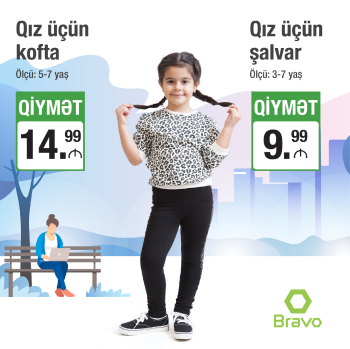 Qız üçün
kofta
Ölçü: 5-7 yaş
QİYMƏT
14.99 ₼
Qız üçün
şalvar
Ölçü: 3-7 yaş
QİYMƏT
9.99 ₼
Bravo